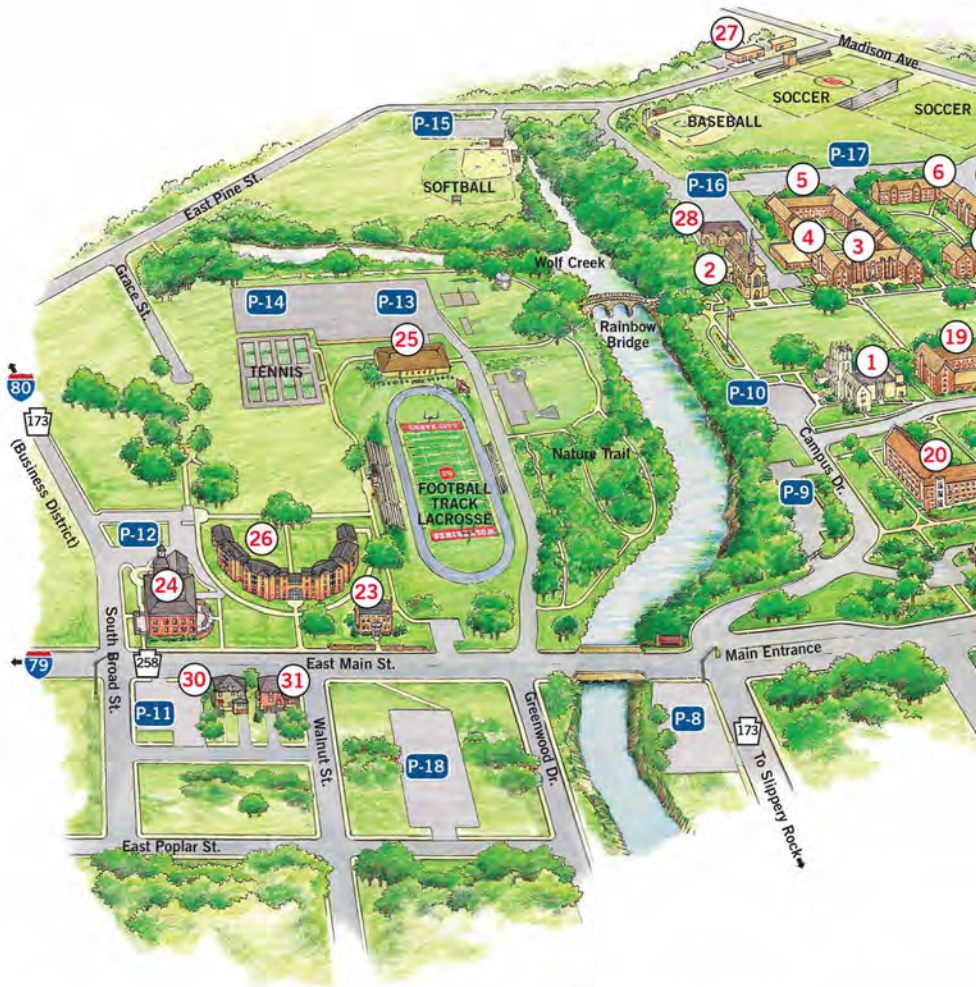 27
Madison Ave.
SOCCER
SOCCER
BASEBALL
P-15
P-17
SOFTBALL
P-16
5
6
East Pine St.
28
4
3
2
Wolf Creek
Grace St.
P-14
P-13
Rainbow
Bridge
25
TENNIS
1
19
80
173
P-10
(Business District)
GROVE CITY
Campus Dr.
Nature Trail
20
FOOTBALL
TRACK
LACROSSE
P-9
WOLVERINES
P-12
26
24
23
South Broad St.
79
258
East Main St.
Main Entrance
30
31
P-11
Walnut St.
Greenwood Dr.
P-8
173
P-18
To Slippery Rock
East Poplar St.